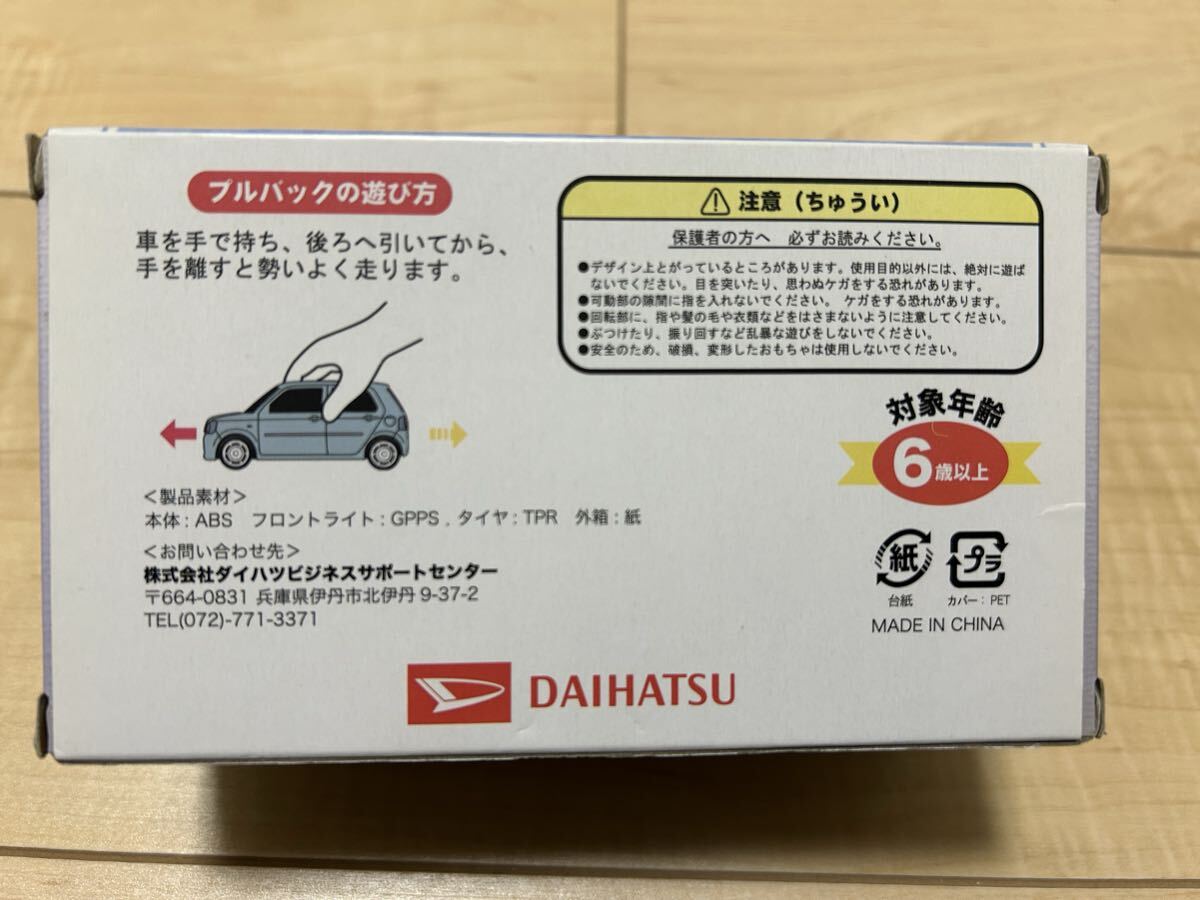 プルバックの遊び方
車を手で持ち、後ろへ引いてから、
手を離すと勢いよく走ります。
⚠ 注意（ちゅうい）
保護者の方へ 必ずお読みください。
●デザイン上とがっているところがあります。使用目的以外には、絶対に遊ば
ないでください。目を突いたり、思わぬケガをする恐れがあります。
●可動部の隙間に指を入れないでください。 ケガをする恐れがあります。
●回転部に、指や髪の毛や衣類などをはさまないように注意してください。
●ぶつけたり、振り回すなど乱暴な遊びをしないでください。
●安全のため、破損、変形したおもちゃは使用しないでください。
対象年齢
6歳以上
＜製品素材＞
本体：ABS フロントライト：GPPS . タイヤ：TPR 外箱：紙
＜お問い合わせ先＞
株式会社ダイハツビジネスサポートセンター
〒664-0831 兵庫県伊丹市北伊丹 9-37-2
TEL(072)-771-3371
紙
台紙
プラ
カバー：PET
MADE IN CHINA
DAIHATSU